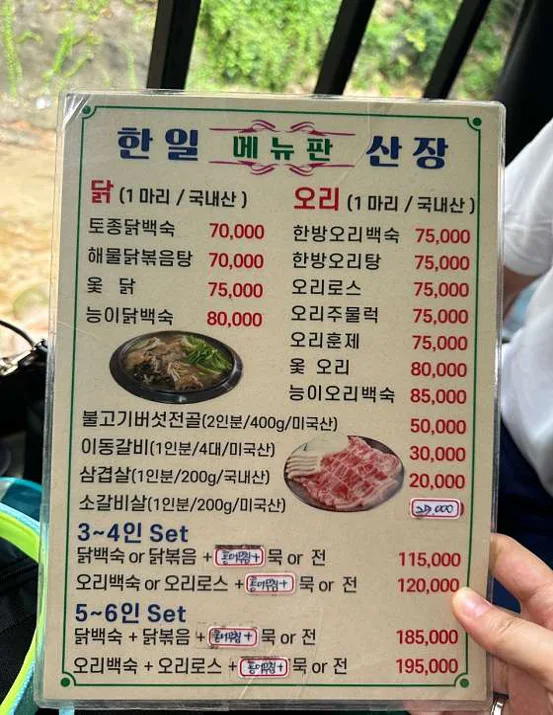 한일 메뉴판 산장
닭 (1 마리 / 국내산)
토종닭백숙 70,000
해물닭볶음탕 70,000
옻 닭 75,000
능이닭백숙 80,000
오리 (1 마리 / 국내산)
한방오리백숙 75,000
한방오리탕 75,000
오리로스 75,000
오리주물럭 75,000
오리훈제 75,000
옻 오리 80,000
능이오리백숙 85,000
불고기버섯전골(2인분/400g/미국산) 50,000
이동갈비(1인분/4대/미국산) 30,000
삼겹살(1인분/200g/국내산) 20,000
소갈비살(1인분/200g/미국산)
3~4인 Set
닭백숙 or 닭볶음 + 묵 or 전 115,000
오리백숙 or 오리로스 + 묵 or 전 120,000
5~6인 Set
닭백숙 + 닭볶음 + 묵 or 전 185,000
오리백숙 + 오리로스 + 묵 or 전 195,000